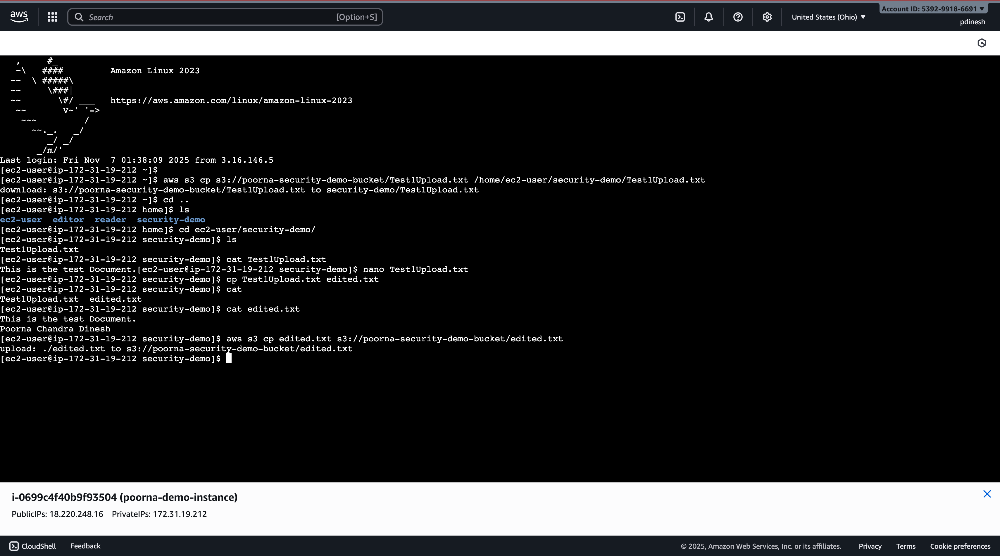 aws
Search [Option+S]
United States (Ohio)
Account ID: 5392-9918-6691
pdinesh
   ,     #_
   ~\_  ####_        Amazon Linux 2023
  ~~  \_#####\
  ~~     \###|
  ~~       \#/ ___   https://aws.amazon.com/linux/amazon-linux-2023
   ~~       V~' '->
    ~~~         /
      ~~._.   _/
         _/ _/
       _/m/'
Last login: Fri Nov  7 01:38:09 2025 from 3.16.146.5
[ec2-user@ip-172-31-19-212 ~]$
[ec2-user@ip-172-31-19-212 ~]$ aws s3 cp s3://poorna-security-demo-bucket/Test1Upload.txt /home/ec2-user/security-demo/Test1Upload.txt
download: s3://poorna-security-demo-bucket/Test1Upload.txt to security-demo/Test1Upload.txt
[ec2-user@ip-172-31-19-212 ~]$ cd ..
[ec2-user@ip-172-31-19-212 home]$ ls
ec2-user  editor  reader  security-demo
[ec2-user@ip-172-31-19-212 home]$ cd ec2-user/security-demo/
[ec2-user@ip-172-31-19-212 security-demo]$ ls
Test1Upload.txt
[ec2-user@ip-172-31-19-212 security-demo]$ cat Test1Upload.txt
This is the test Document.[ec2-user@ip-172-31-19-212 security-demo]$ nano Test1Upload.txt
[ec2-user@ip-172-31-19-212 security-demo]$ cp Test1Upload.txt edited.txt
[ec2-user@ip-172-31-19-212 security-demo]$ cat
Test1Upload.txt  edited.txt
[ec2-user@ip-172-31-19-212 security-demo]$ cat edited.txt
This is the test Document.
Poorna Chandra Dinesh
[ec2-user@ip-172-31-19-212 security-demo]$ aws s3 cp edited.txt s3://poorna-security-demo-bucket/edited.txt
upload: ./edited.txt to s3://poorna-security-demo-bucket/edited.txt
[ec2-user@ip-172-31-19-212 security-demo]$
i-0699c4f40b9f93504 (poorna-demo-instance)
PublicIPs: 18.220.248.16 PrivateIPs: 172.31.19.212
CloudShell Feedback © 2025, Amazon Web Services, Inc. or its affiliates. Privacy Terms Cookie preferences